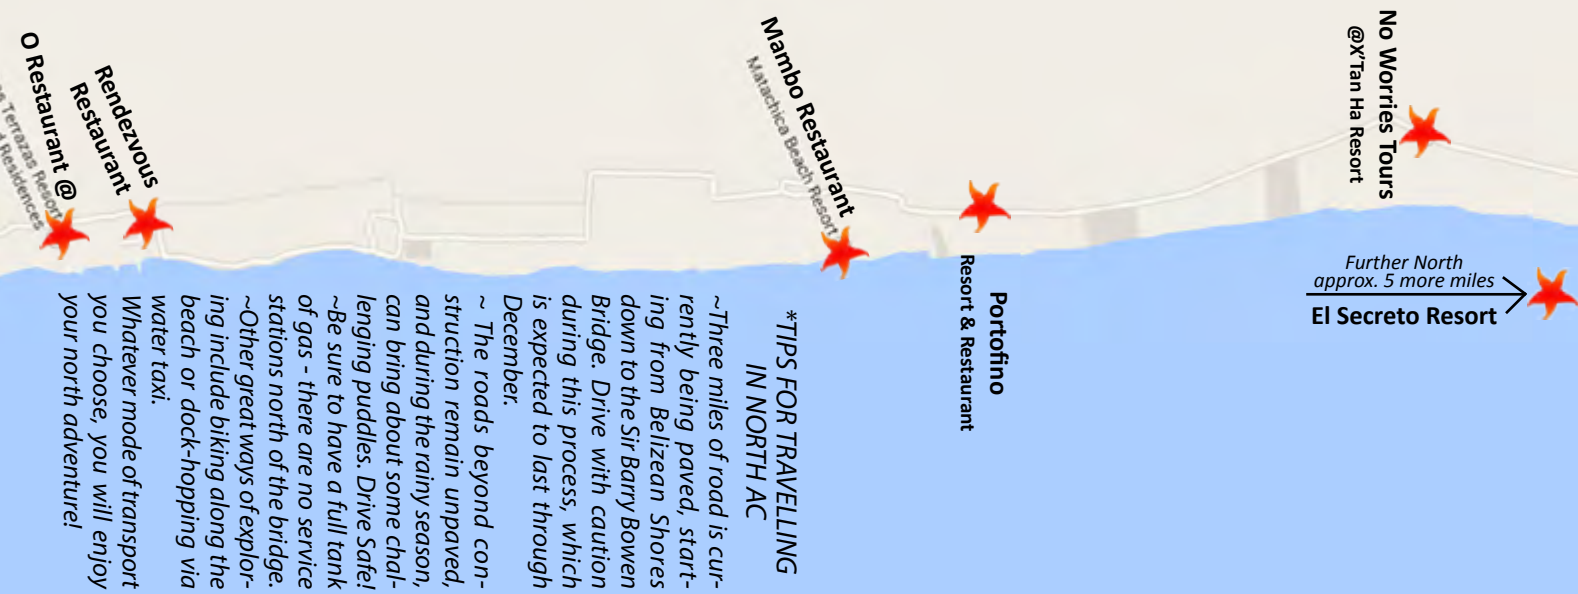 No Worries Tours
@X'Tan Ha Resort
Further North
approx. 5 more miles
El Secreto Resort
Portofino
Resort & Restaurant
Mambo Restaurant
Matachica Beach Resort
Rendezvous
Restaurant
O Restaurant @
Terrazas Resort
Residences
*TIPS FOR TRAVELLING
IN NORTH AC
~Three miles of road is cur-
rently being paved, start-
ing from Belizean Shores
down to the Sir Barry Bowen
Bridge. Drive with caution
during this process, which
is expected to last through
December.
~ The roads beyond con-
struction remain unpaved,
and during the rainy season,
can bring about some chal-
lenging puddles. Drive Safe!
~Be sure to have a full tank
of gas - there are no service
stations north of the bridge.
~Other great ways of explor-
ing include biking along the
beach or dock-hopping via
water taxi.
Whatever mode of transport
you choose, you will enjoy
your north adventure!